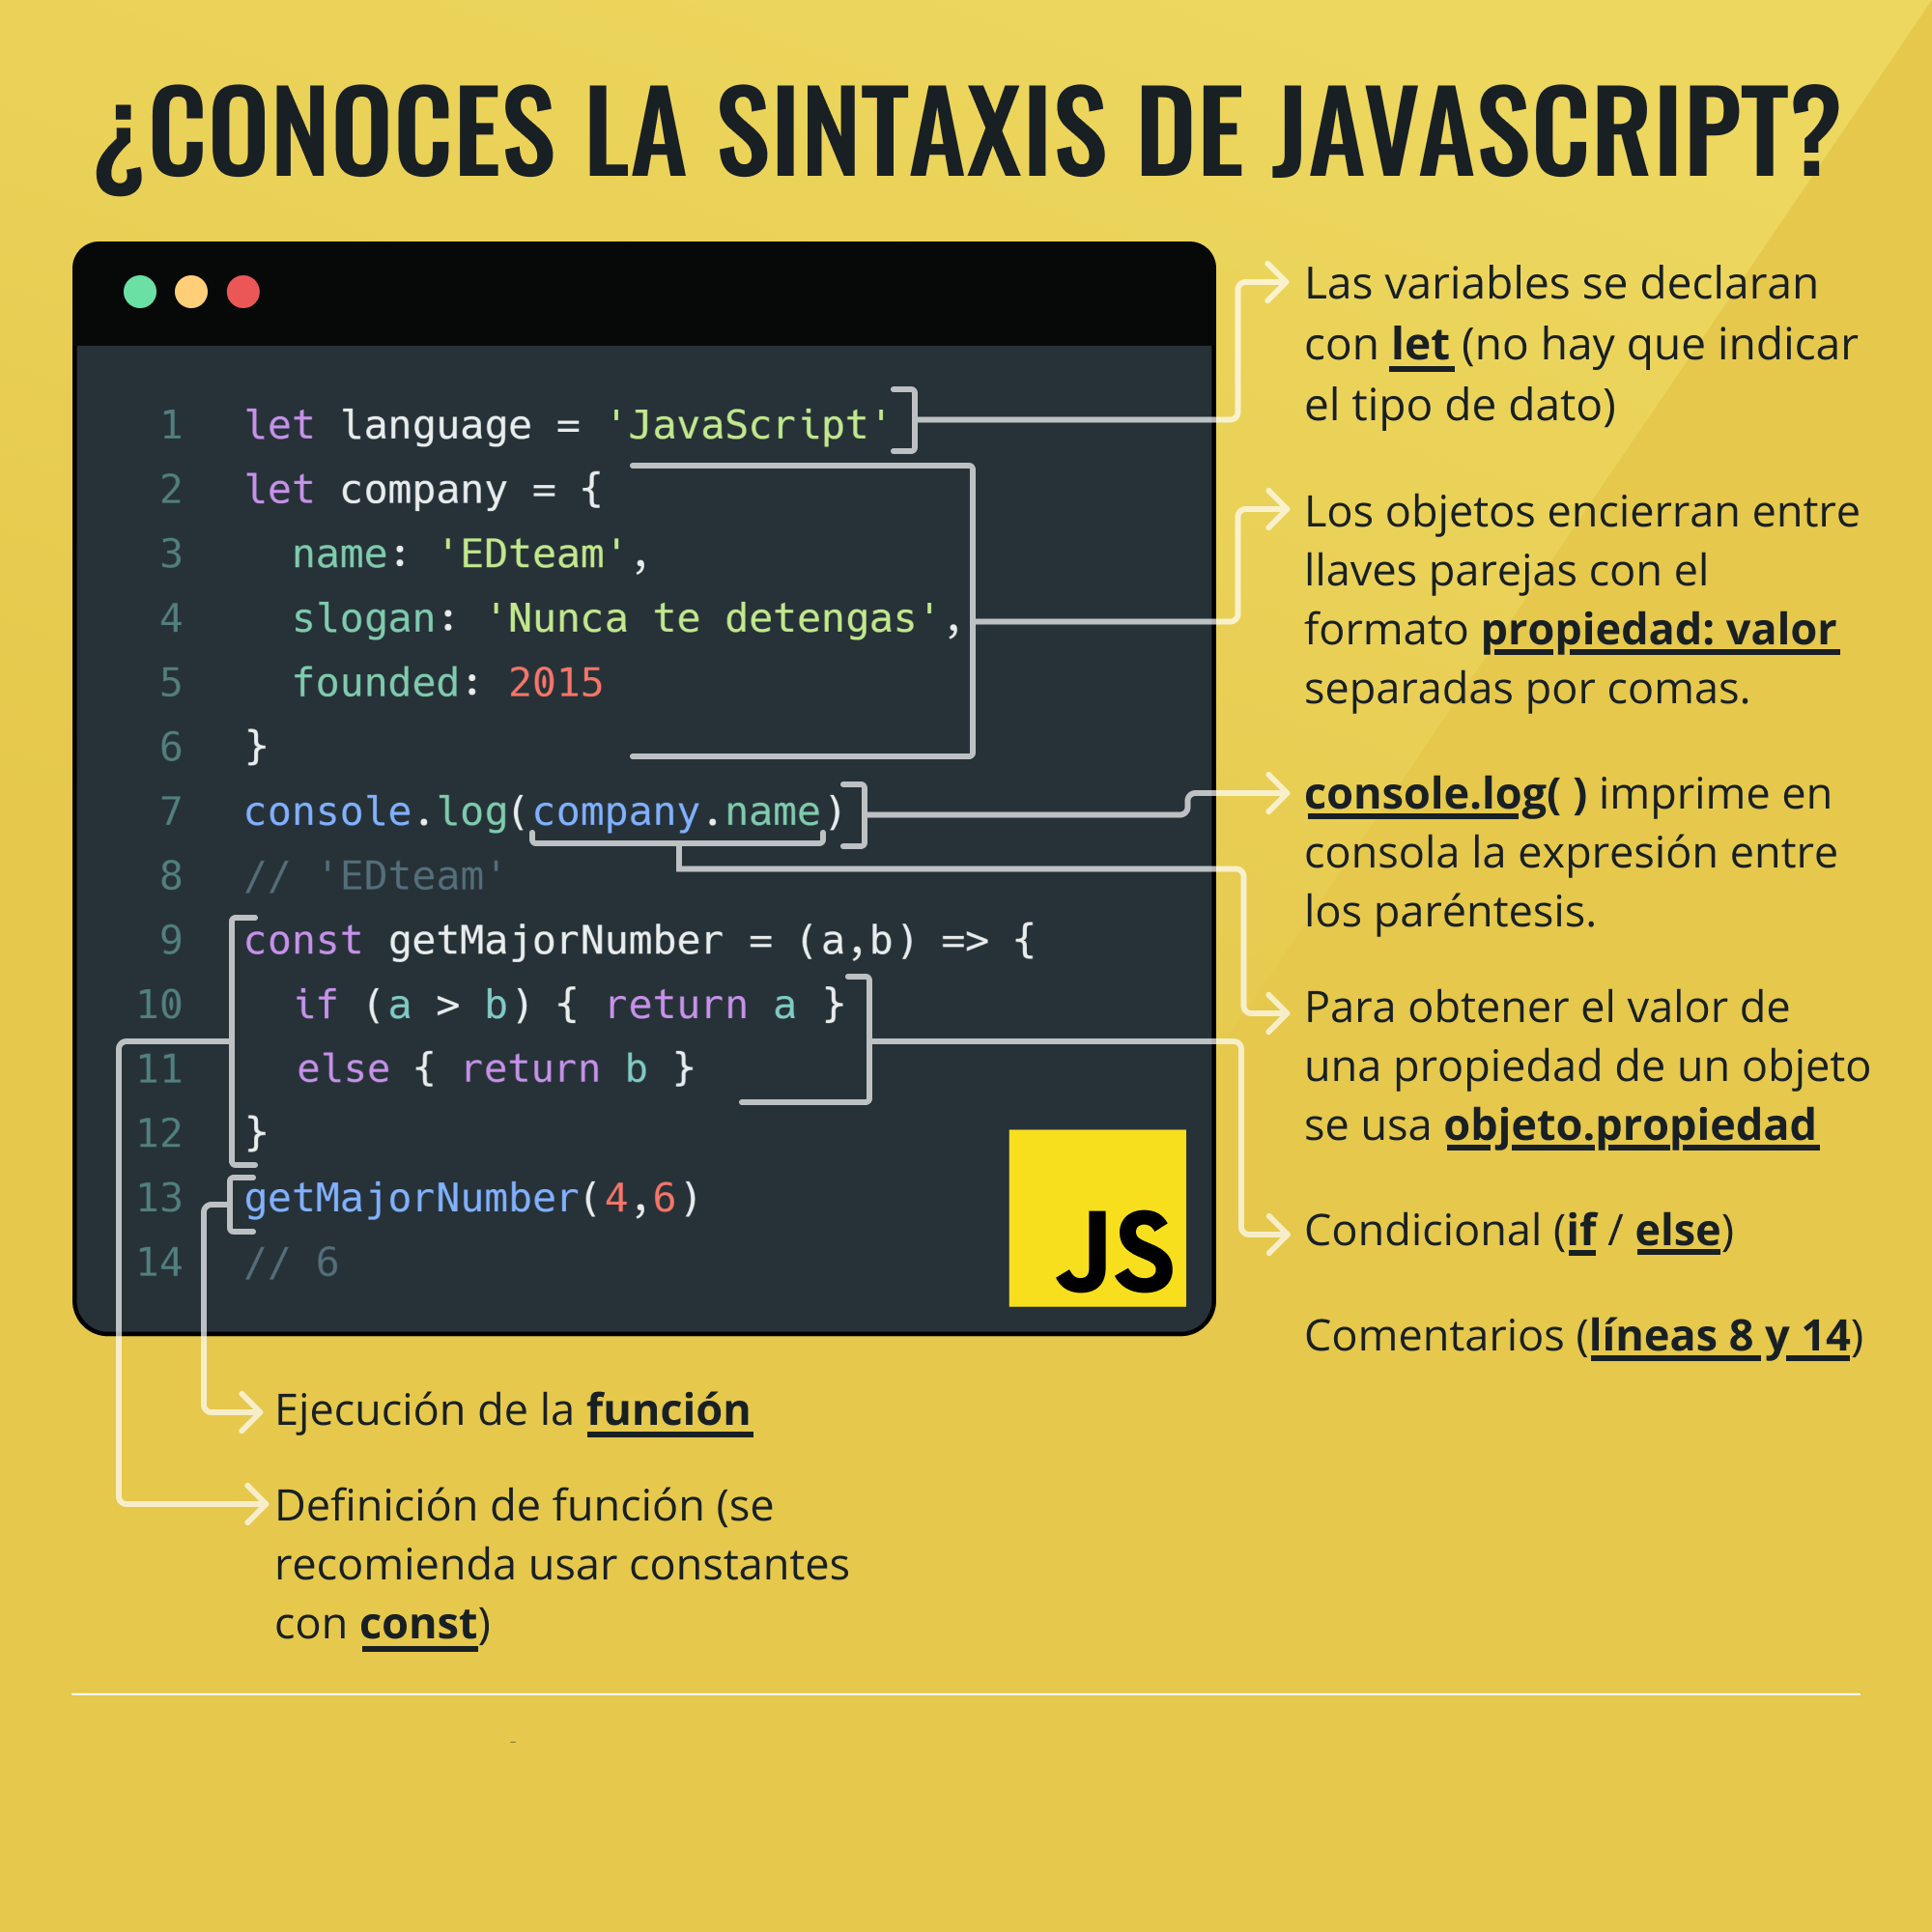 ¿CONOCES LA SINTAXIS DE JAVASCRIPT?
1 let language = 'JavaScript'
2 let company = {
3 name: 'EDteam',
4 slogan: 'Nunca te detengas',
5 founded: 2015
6 }
7 console.log(company.name)
8 // 'EDteam'
9 const getMajorNumber = (a,b) => {
10 if (a > b) { return a }
11 else { return b }
12 }
13 getMajorNumber(4,6)
14 // 6
JS
Las variables se declaran
con let (no hay que indicar
el tipo de dato)
Los objetos encierran entre
llaves parejas con el
formato propiedad: valor
separadas por comas.
console.log( ) imprime en
consola la expresión entre
los paréntesis.
Para obtener el valor de
una propiedad de un objeto
se usa objeto.propiedad
Condicional (if / else)
Comentarios (líneas 8 y 14)
Ejecución de la función
Definición de función (se
recomienda usar constantes
con const)